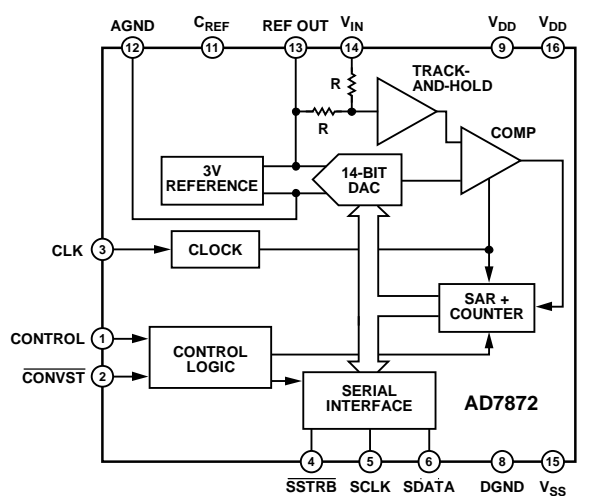 AGND
CREF
REF OUT
VIN
VDD
VDD
12
11
13
14
9
16
R
R
TRACK-
AND-HOLD
COMP
3V
REFERENCE
14-BIT
DAC
CLK
3
CLOCK
SAR +
COUNTER
CONTROL
1
CONVST
2
CONTROL
LOGIC
SERIAL
INTERFACE
AD7872
4
5
6
8
15
SSTRB
SCLK
SDATA
DGND
VSS